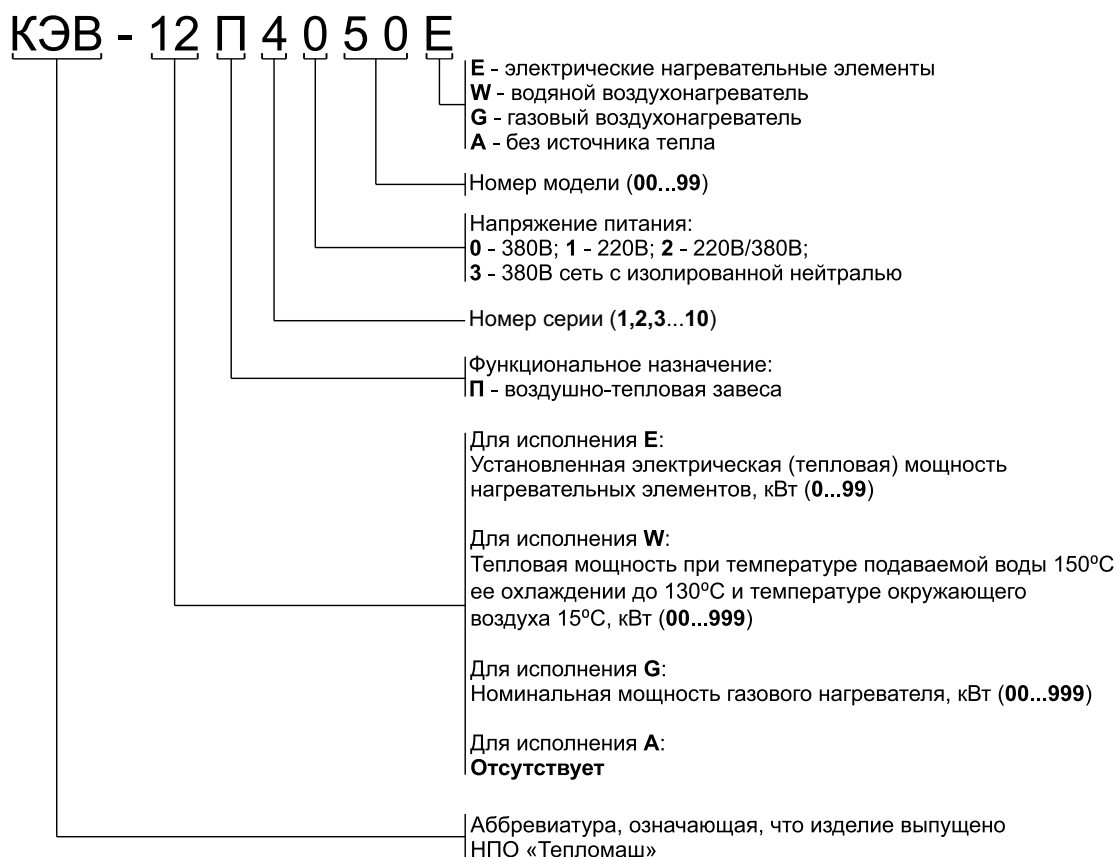 КЭВ - 12 П 4 0 5 0 Е
Е - электрические нагревательные элементы
W - водяной воздухонагреватель
G - газовый воздухонагреватель
А - без источника тепла
Номер модели (00...99)
Напряжение питания:
0 - 380В; 1 - 220В; 2 - 220В/380В;
3 - 380В сеть с изолированной нейтралью
Номер серии (1,2,3...10)
Функциональное назначение:
П - воздушно-тепловая завеса
Для исполнения Е:
Установленная электрическая (тепловая) мощность
нагревательных элементов, кВт (0...99)
Для исполнения W:
Тепловая мощность при температуре подаваемой воды 150ºС
ее охлаждении до 130ºС и температуре окружающего
воздуха 15ºС, кВт (00...999)
Для исполнения G:
Номинальная мощность газового нагревателя, кВт (00...999)
Для исполнения А:
Отсутствует
Аббревиатура, означающая, что изделие выпущено
НПО «Тепломаш»